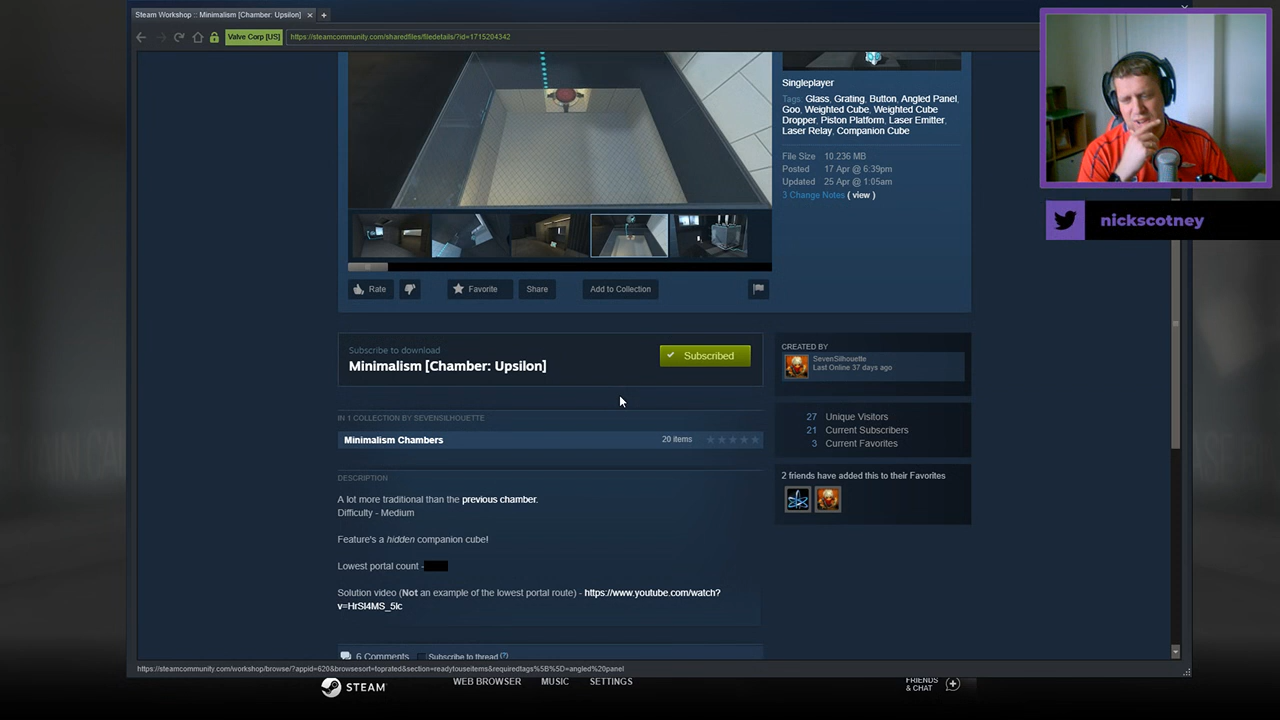 Steam Workshop :: Minimalism [Chamber: Upsilon] × +
Valve Corp [US] https://steamcommunity.com/sharedfiles/filedetails/?id=1715204342
Singleplayer
Tags: Glass, Grating, Button, Angled Panel,
Goo, Weighted Cube, Weighted Cube
Dropper, Piston Platform, Laser Emitter,
Laser Relay, Companion Cube
File Size 10.236 MB
Posted 17 Apr @ 6:39pm
Updated 25 Apr @ 1:05am
3 Change Notes ( view )
nickscotney
Rate Favorite Share Add to Collection
Subscribe to download
Minimalism [Chamber: Upsilon]
Subscribed
CREATED BY
SevenSilhouette
Last Online 37 days ago
IN 1 COLLECTION BY SEVENSILHOUETTE
Minimalism Chambers 20 items
27 Unique Visitors
21 Current Subscribers
3 Current Favorites
DESCRIPTION
A lot more traditional than the previous chamber.
Difficulty - Medium
Feature's a hidden companion cube!
Lowest portal count -
Solution video (Not an example of the lowest portal route) - https://www.youtube.com/watch?
v=HrSI4MS_5lc
2 friends have added this to their Favorites
6 Comments Subscribe to thread (?)
https://steamcommunity.com/workshop/browse/?appid=620&browsesort=toprated&section=readytouseitems&requiredtags%5B%5D=angled%20panel
STEAM
WEB BROWSER MUSIC SETTINGS
FRIENDS
& CHAT